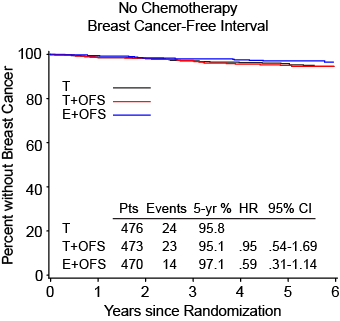 No Chemotherapy
Breast Cancer-Free Interval
Percent without Breast Cancer
100
80
60
40
20
0
T
T+OFS
E+OFS
Pts Events 5-yr % HR 95% CI
T 476 24 95.8
T+OFS 473 23 95.1 .95 .54-1.69
E+OFS 470 14 97.1 .59 .31-1.14
0 1 2 3 4 5 6
Years since Randomization